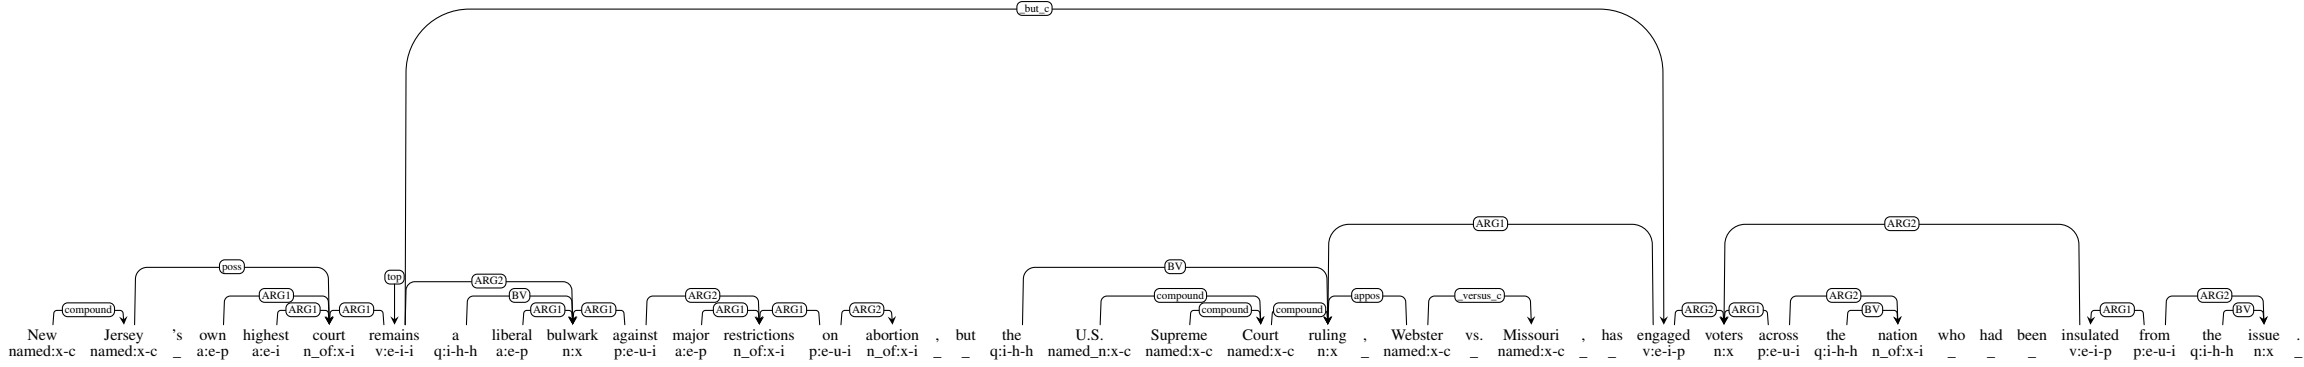 _but_c
ARG1 ARG2
poss top BV
ARG2
ARG1 BV ARG2 compound appos _versus_c ARG2 ARG2
compound ARG1 ARG1 ARG1 ARG1 ARG1 ARG1 ARG2 compound compound ARG2 ARG1 BV ARG1 BV
New Jersey 's own highest court remains a liberal bulwark against major restrictions on abortion , but the U.S. Supreme Court ruling , Webster vs. Missouri , has engaged voters across the nation who had been insulated from the issue .
named:x-c named:x-c _ a:e-p a:e-i n_of:x-i v:e-i-i q:i-h-h a:e-p n:x p:e-u-i a:e-p n_of:x-i p:e-u-i n_of:x-i _ _ q:i-h-h named_n:x-c named:x-c named:x-c n:x _ named:x-c _ named:x-c _ _ v:e-i-p n:x p:e-u-i q:i-h-h n_of:x-i _ _ _ v:e-i-p p:e-u-i q:i-h-h n:x _